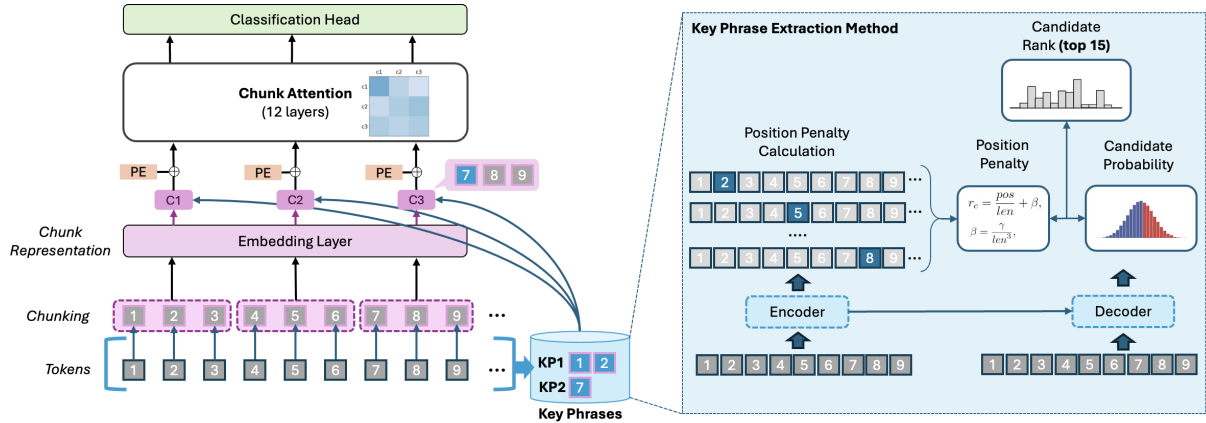 Classification Head
Chunk Attention
(12 layers)
c1 c2 c3
c1
c2
c3
PE
PE
PE
7 8 9
C1
C2
C3
Chunk
Representation
Embedding Layer
Chunking
1 2 3 4 5 6 7 8 9 ...
Tokens
1 2 3 4 5 6 7 8 9 ...
KP1 1 2
KP2 7
Key Phrases
Key Phrase Extraction Method
Candidate
Rank (top 15)
Position Penalty
Calculation
1 2 3 4 5 6 7 8 9 ...
1 2 3 4 5 6 7 8 9 ...
....
1 2 3 4 5 6 7 8 9 ...
Position
Penalty
r_c = pos/len + β,
β = γ/len³,
Candidate
Probability
Encoder
Decoder
1 2 3 4 5 6 7 8 9
1 2 3 4 5 6 7 8 9